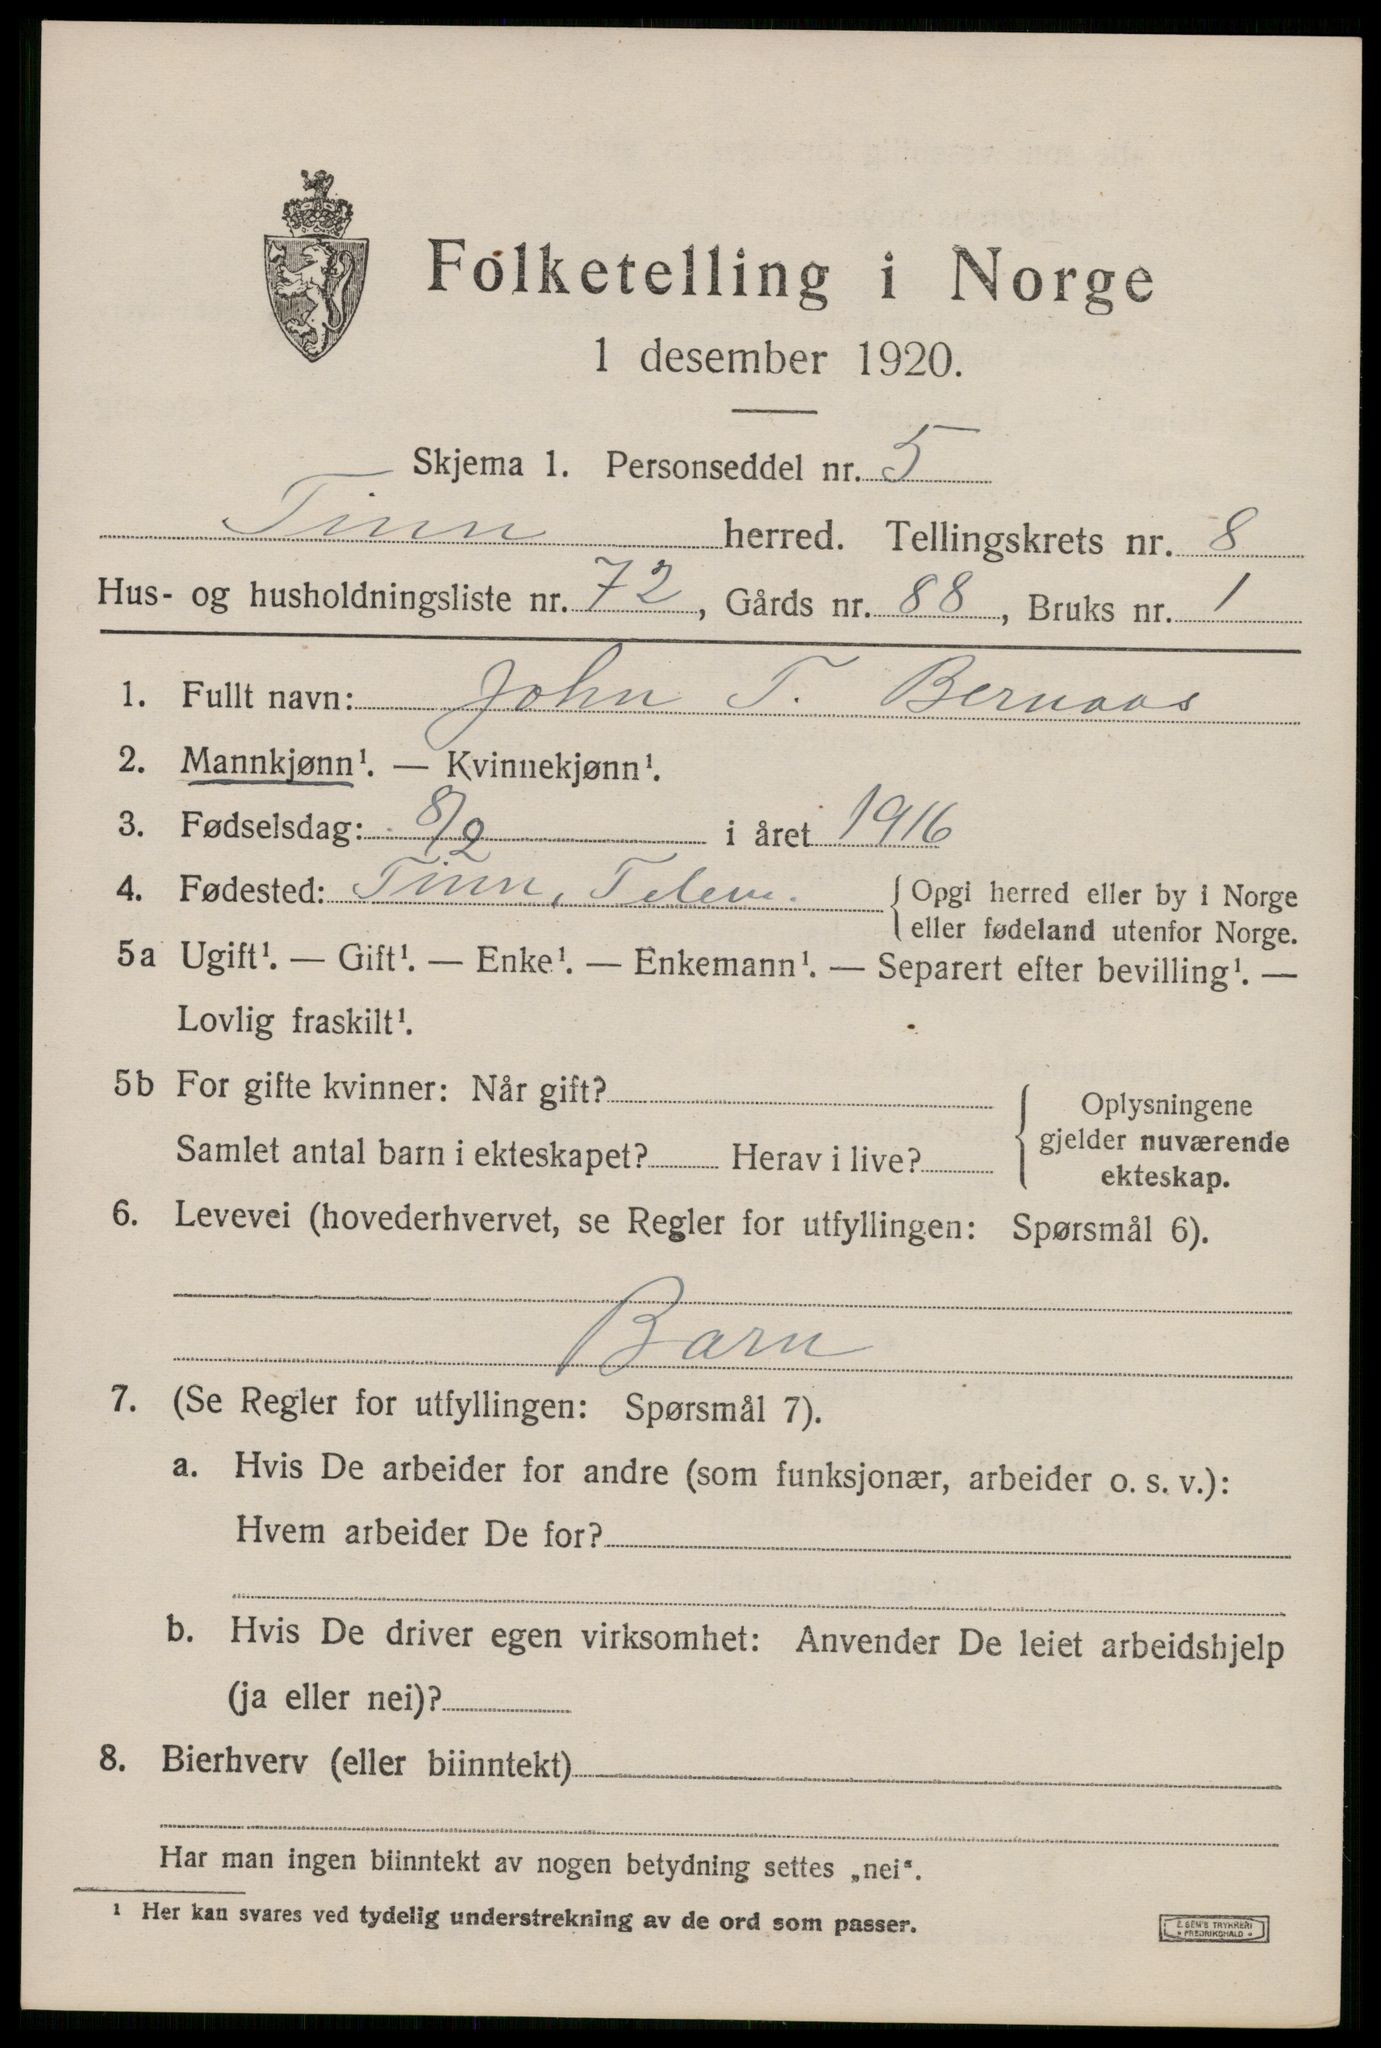 Folketelling i Norge
1 desember 1920.
Skjema 1. Personseddel nr. 5
Tinn herred. Tellingskrets nr. 8
Hus- og husholdningsliste nr. 72, Gårds nr. 88, Bruks nr. 1
1. Fullt navn: John T. Bernaas
2. Mannkjønn¹. — Kvinnekjønn¹.
3. Fødselsdag: 8/2 i året 1916
4. Fødested: Tinn, Telem. { Opgi herred eller by i Norge
eller fødeland utenfor Norge.
5a Ugift¹. — Gift¹. — Enke¹. — Enkemann¹. — Separert efter bevilling¹. —
Lovlig fraskilt¹.
5b For gifte kvinner: Når gift?
Samlet antal barn i ekteskapet? Herav i live?
Oplysningene
gjelder nuværende
ekteskap.
6. Levevei (hovederhvervet, se Regler for utfyllingen: Spørsmål 6).
Barn
7. (Se Regler for utfyllingen: Spørsmål 7).
a. Hvis De arbeider for andre (som funksjonær, arbeider o. s. v.):
Hvem arbeider De for?
b. Hvis De driver egen virksomhet: Anvender De leiet arbeidshjelp
(ja eller nei)?
8. Bierhverv (eller biinntekt)
Har man ingen biinntekt av nogen betydning settes „nei“.
¹ Her kan svares ved tydelig understrekning av de ord som passer.
E. SEM'S TRYKKERI
FREDRIKSHALD